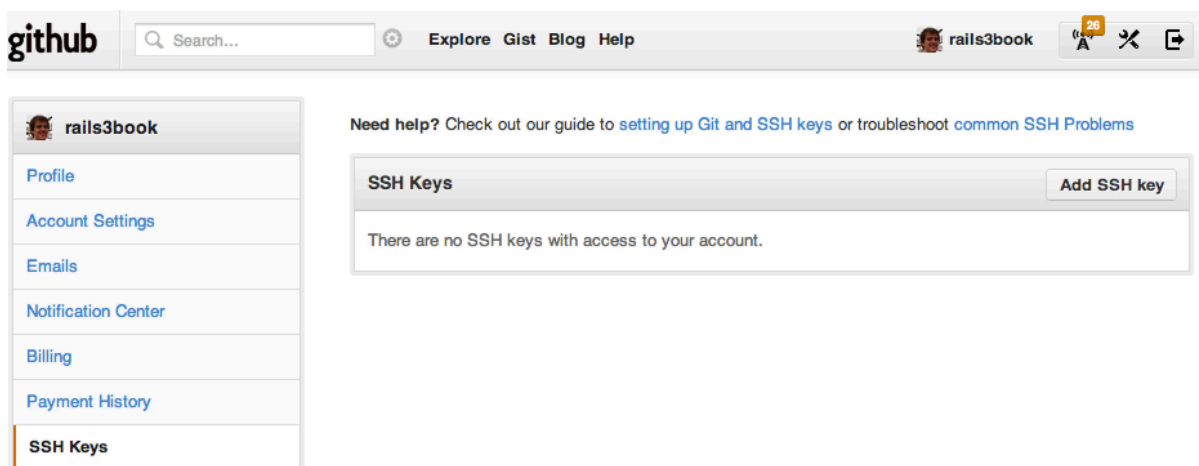 github Search... Explore Gist Blog Help rails3book 26
rails3book
Profile
Account Settings
Emails
Notification Center
Billing
Payment History
SSH Keys
Need help? Check out our guide to setting up Git and SSH keys or troubleshoot common SSH Problems
SSH Keys Add SSH key
There are no SSH keys with access to your account.